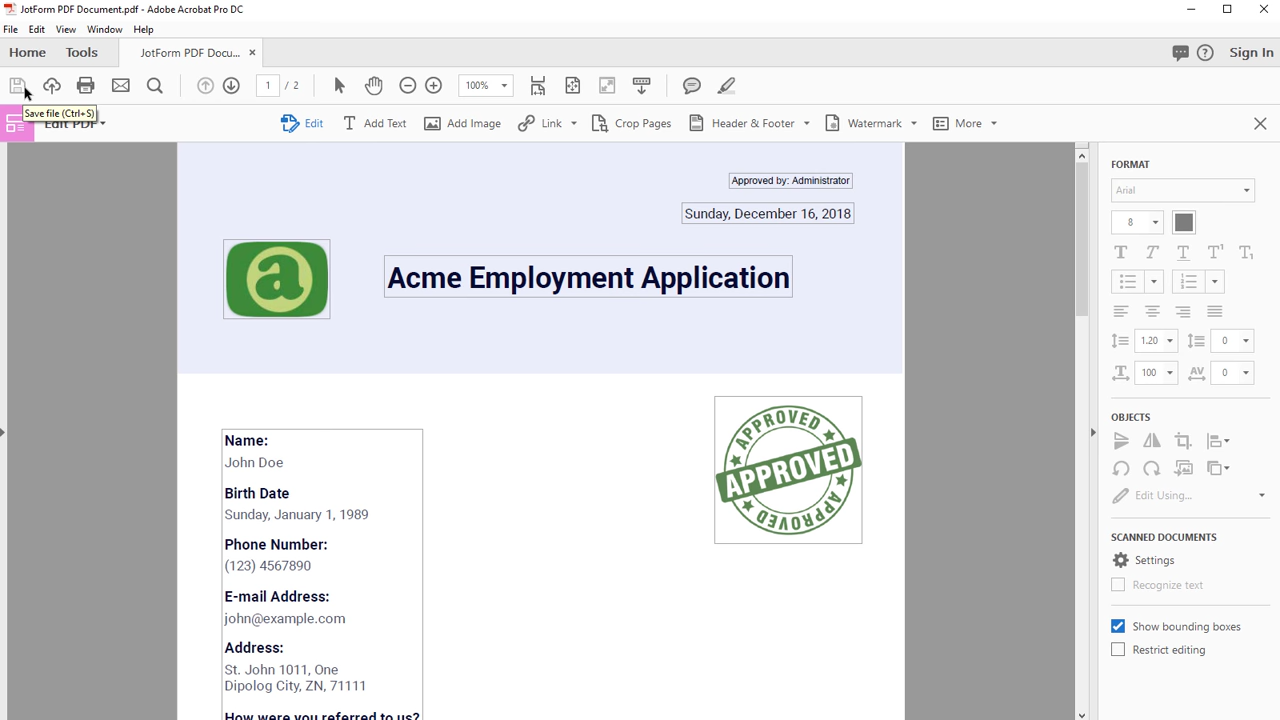 JotForm PDF Document.pdf - Adobe Acrobat Pro DC
File Edit View Window Help
Home Tools JotForm PDF Docu... × Sign In
1 / 2 100%
Save file (Ctrl+S)
Edit PDF
Edit Add Text Add Image Link Crop Pages Header & Footer Watermark More
Approved by: Administrator
Sunday, December 16, 2018
a
Acme Employment Application
APPROVED
APPROVED
APPROVED
Name:
John Doe
Birth Date
Sunday, January 1, 1989
Phone Number:
(123) 4567890
E-mail Address:
john@example.com
Address:
St. John 1011, One
Dipolog City, ZN, 71111
How were you referred to us?
FORMAT
Arial
8
T T T T¹ T₁
1.20 0
100 AV 0
OBJECTS
Edit Using...
SCANNED DOCUMENTS
Settings
Recognize text
Show bounding boxes
Restrict editing